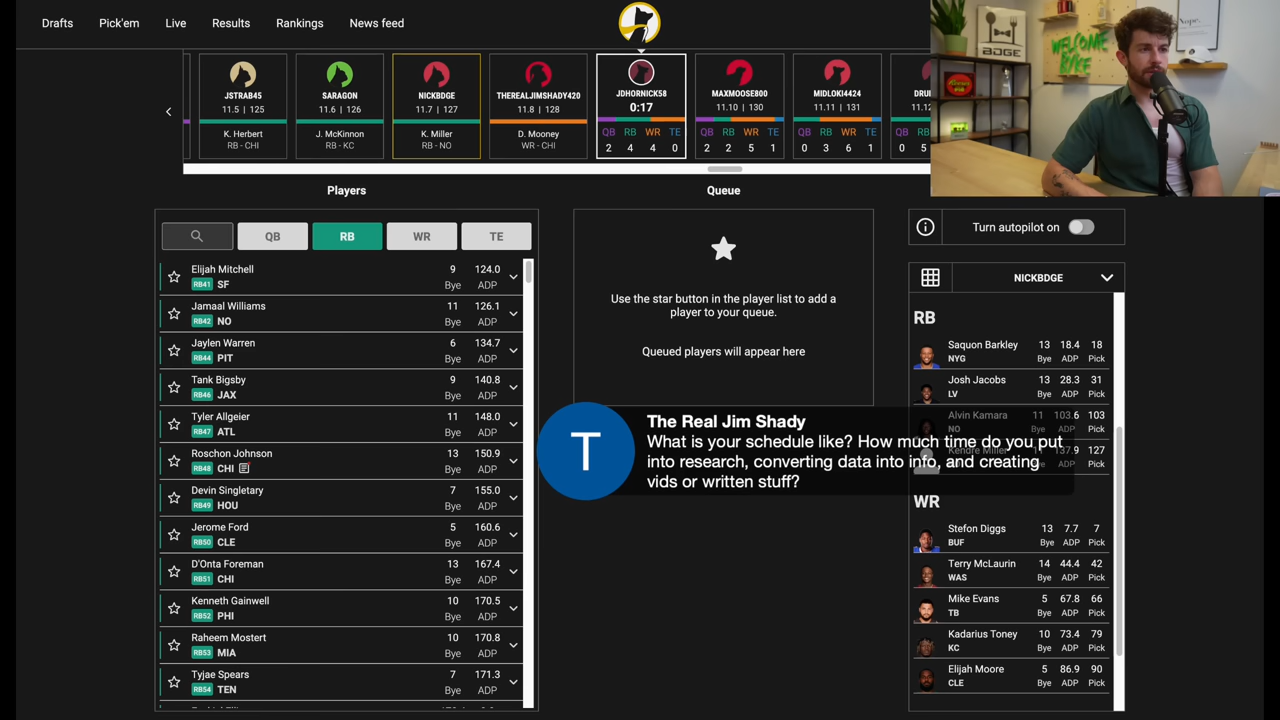 Drafts Pick'em Live Results Rankings News feed
JSTRAB45
11.5 | 125
K. Herbert
RB - CHI
SARAGON
11.6 | 126
J. McKinnon
RB - KC
NICKBDGE
11.7 | 127
K. Miller
RB - NO
THEREALJIMSHADY420
11.8 | 128
D. Mooney
WR - CHI
JDHORNICK58
0:17
QB RB WR TE
2 4 4 0
MAXMOOSE800
11.10 | 130
QB RB WR TE
2 2 5 1
MIDLOKI4424
11.11 | 131
QB RB WR TE
0 3 6 1
DRU
11.12
QB
0 5
BDGE
WELCOME
BIKE
Nope.
Players
QB RB WR TE
Elijah Mitchell 9 124.0
RB41 SF Bye ADP
Jamaal Williams 11 126.1
RB42 NO Bye ADP
Jaylen Warren 6 134.7
RB44 PIT Bye ADP
Tank Bigsby 9 140.8
RB46 JAX Bye ADP
Tyler Allgeier 11 148.0
RB47 ATL Bye ADP
Roschon Johnson 13 150.9
RB48 CHI Bye ADP
Devin Singletary 7 155.0
RB49 HOU Bye ADP
Jerome Ford 5 160.6
RB50 CLE Bye ADP
D'Onta Foreman 13 167.4
RB51 CHI Bye ADP
Kenneth Gainwell 10 170.5
RB52 PHI Bye ADP
Raheem Mostert 10 170.8
RB53 MIA Bye ADP
Tyjae Spears 7 171.3
RB54 TEN Bye ADP
Queue
Use the star button in the player list to add a
player to your queue.
Queued players will appear here
T
The Real Jim Shady
What is your schedule like? How much time do you put
into research, converting data into info, and creating
vids or written stuff?
Turn autopilot on
NICKBDGE
RB
Saquon Barkley 13 18.4 18
NYG Bye ADP Pick
Josh Jacobs 13 28.3 31
LV Bye ADP Pick
Alvin Kamara 11 103.6 103
NO Bye ADP Pick
Kendre Miller 11 137.9 127
WR
Stefon Diggs 13 7.7 7
BUF Bye ADP Pick
Terry McLaurin 14 44.4 42
WAS Bye ADP Pick
Mike Evans 5 67.8 66
TB Bye ADP Pick
Kadarius Toney 10 73.4 79
KC Bye ADP Pick
Elijah Moore 5 86.9 90
CLE Bye ADP Pick